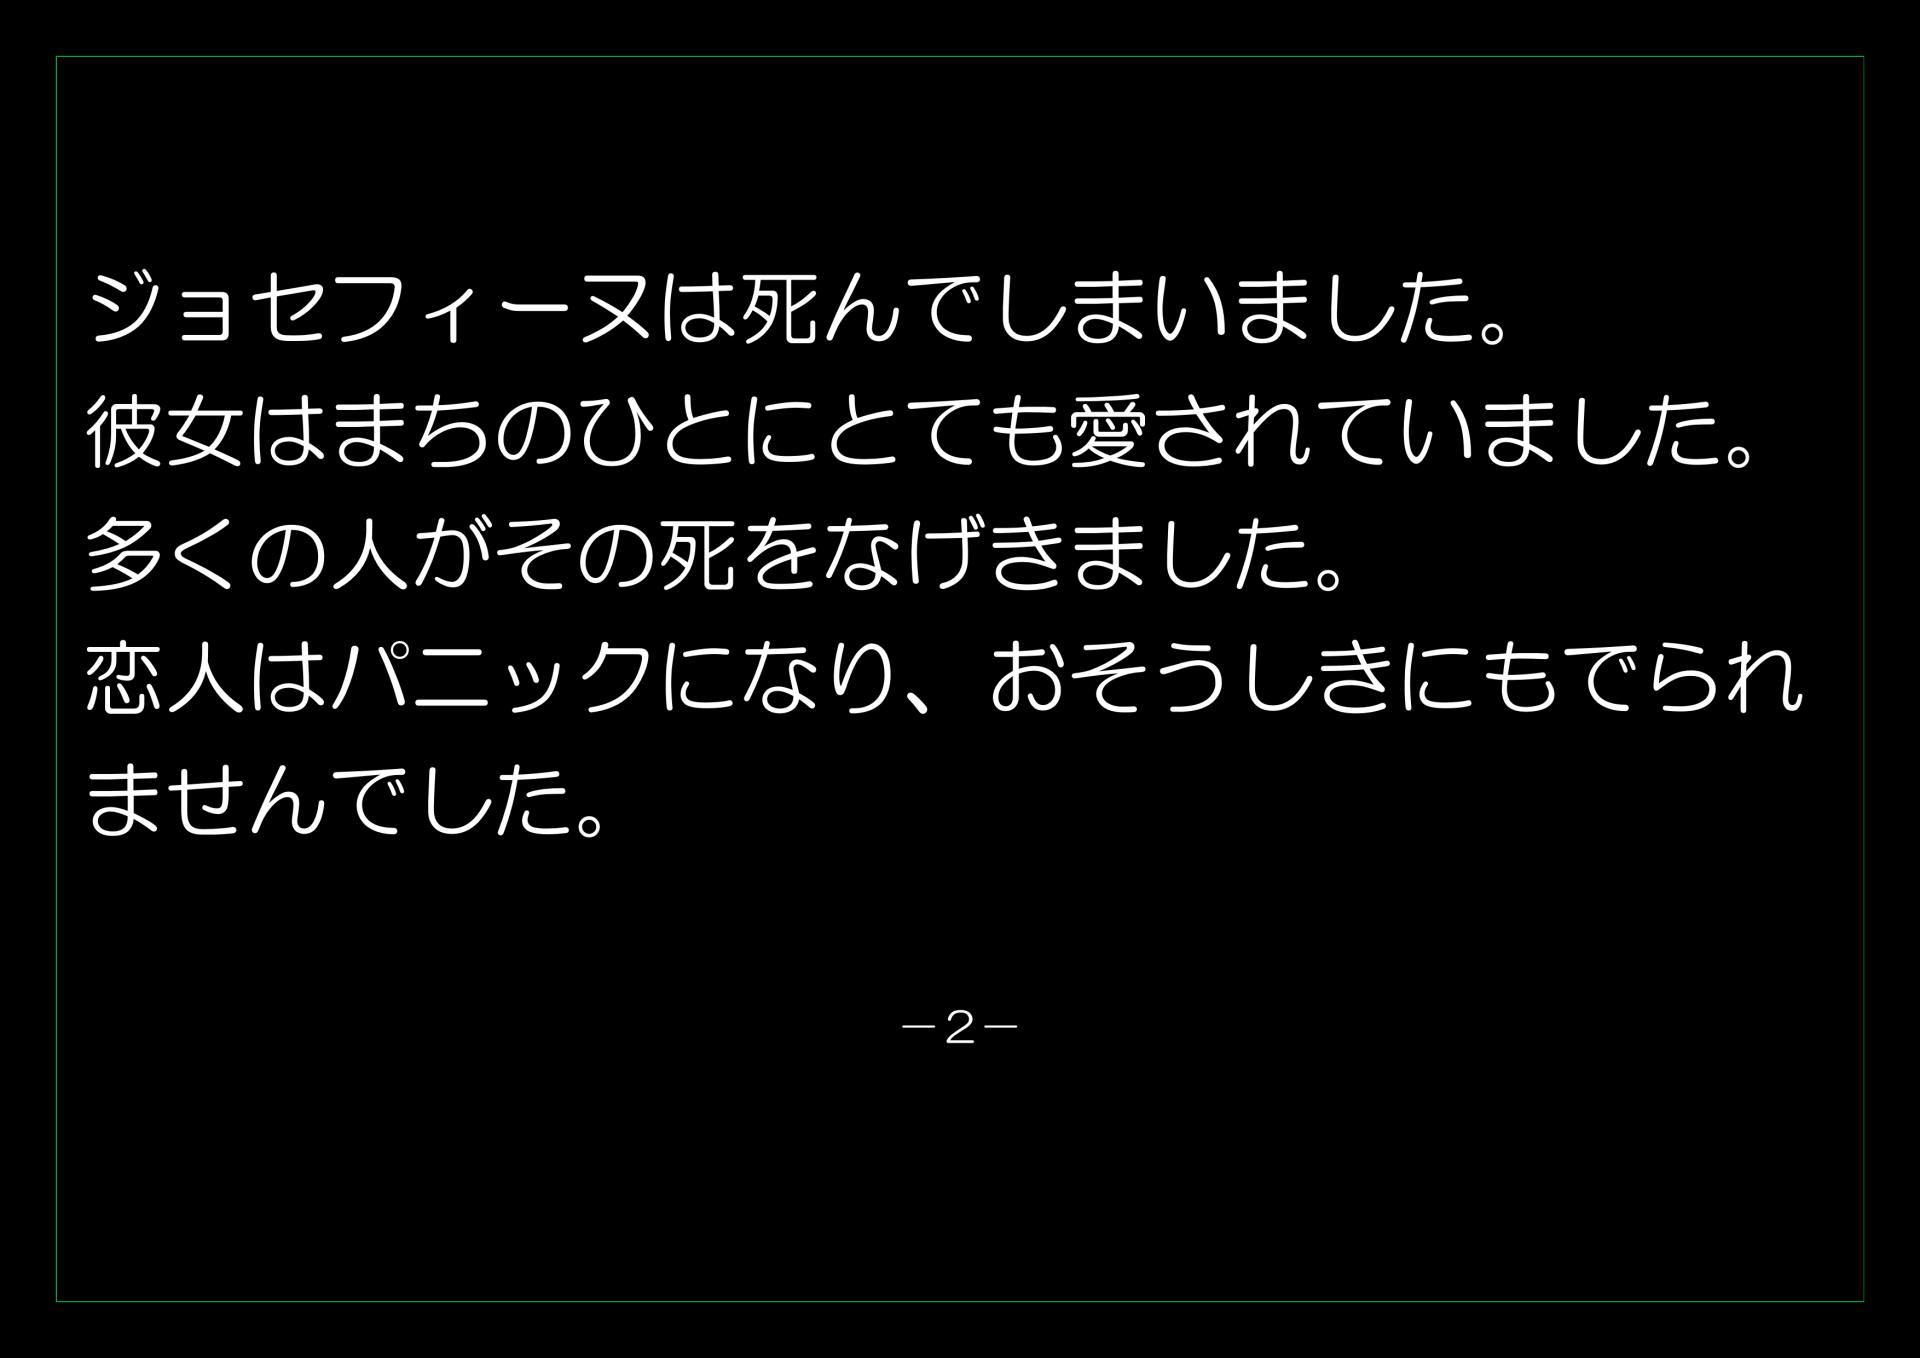 ジョセフィーヌは死んでしまいました。
彼女はまちのひとにとても愛されていました。
多くの人がその死をなげきました。
恋人はパニックになり、おそうしきにもでられ
ませんでした。
－2－